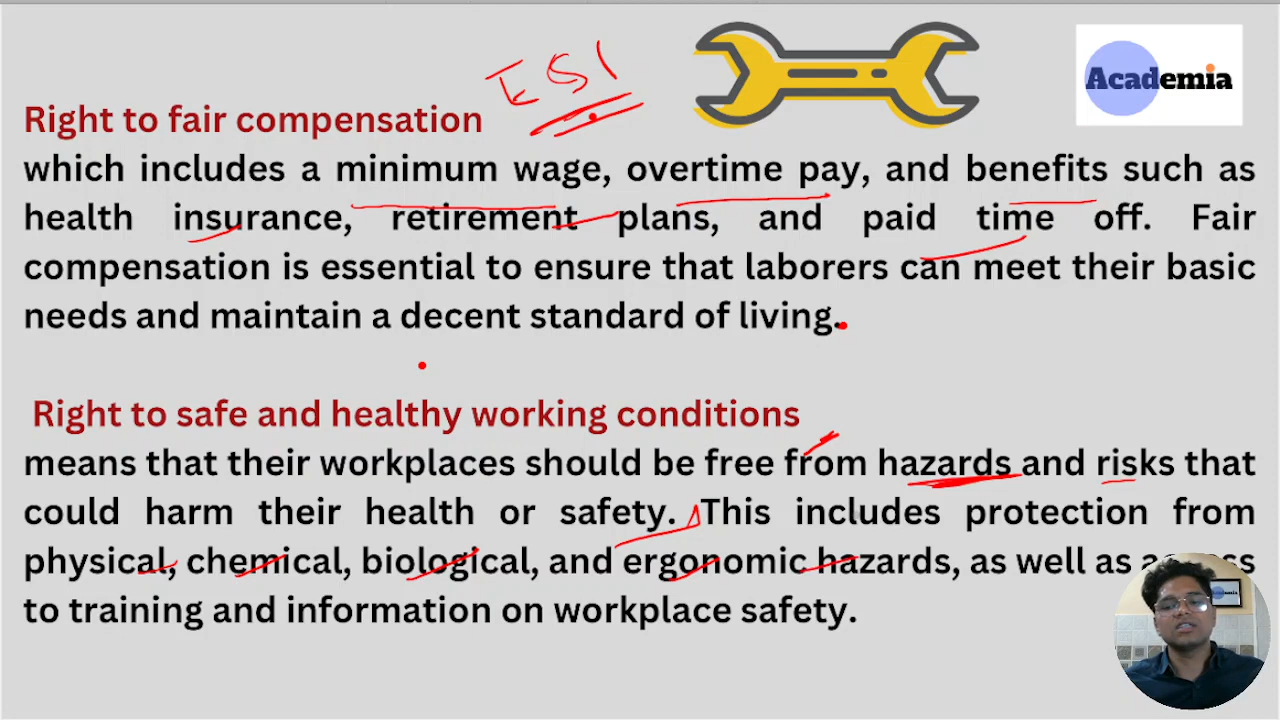 ESI
Academia
Right to fair compensation
which includes a minimum wage, overtime pay, and benefits such as
health insurance, retirement plans, and paid time off. Fair
compensation is essential to ensure that laborers can meet their basic
needs and maintain a decent standard of living.
Right to safe and healthy working conditions
means that their workplaces should be free from hazards and risks that
could harm their health or safety. This includes protection from
physical, chemical, biological, and ergonomic hazards, as well as access
to training and information on workplace safety.